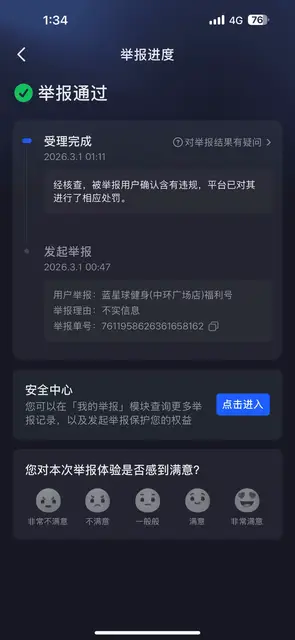 1:34
4G 76
举报进度
举报通过
受理完成
对举报结果有疑问
2026.3.1 01:11
经核查，被举报用户确认含有违规，平台已对其
进行了相应处罚。
发起举报
2026.3.1 00:47
用户举报：蓝星球健身(中环广场店)福利号
举报理由：不实信息
举报单号：7611958626361658162
安全中心
您可以在「我的举报」模块查询更多举
报记录，以及发起举报保护您的权益
点击进入
您对本次举报体验是否感到满意?
非常不满意
不满意
一般般
满意
非常满意